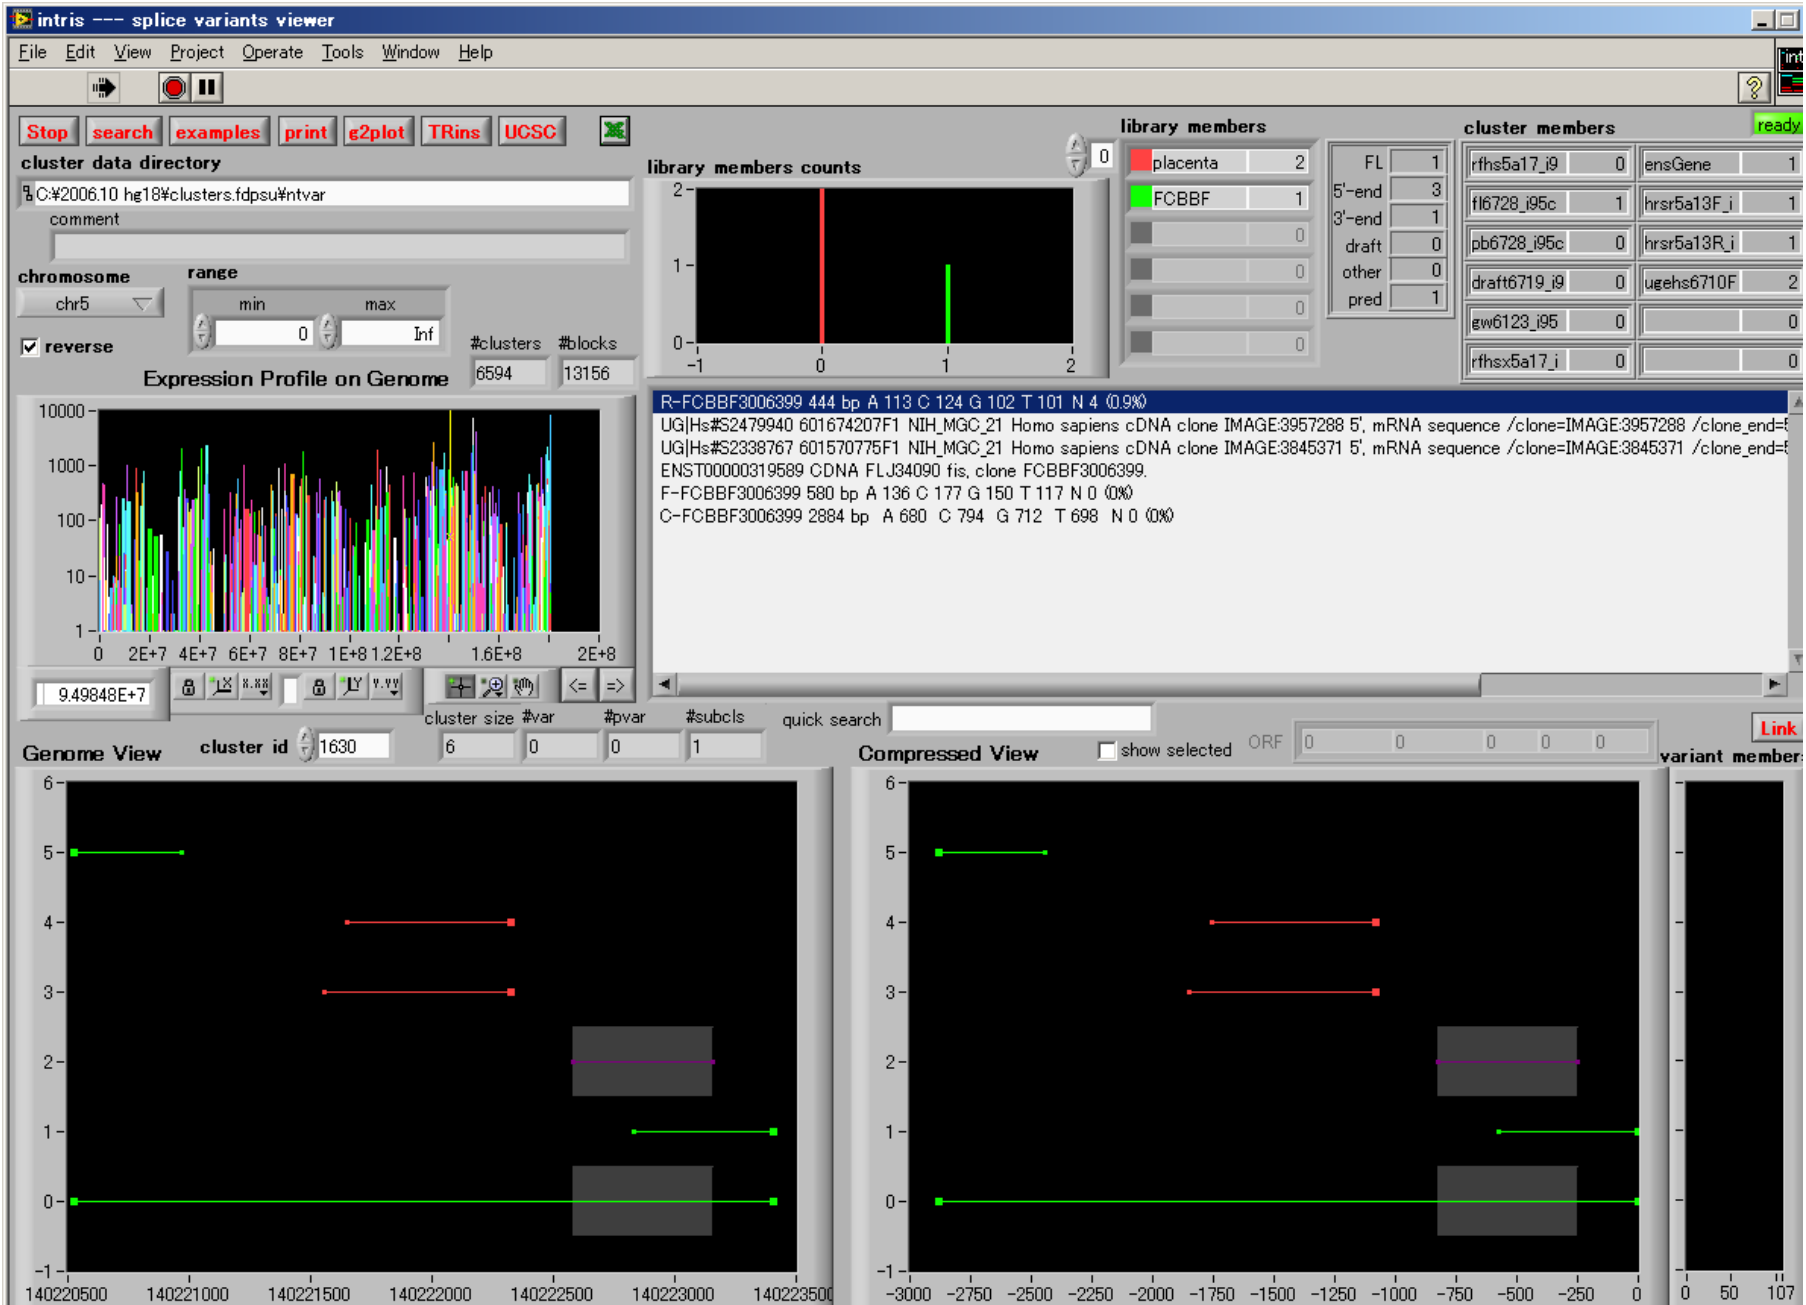 intris --- splice variants viewer
File Edit View Project Operate Tools Window Help
Stop search examples print g2plot TRins UCSC
cluster data directory
C:¥2006.10 hg18¥clusters.fdpsu¥ntvar
comment
chromosome
chr5
range
min max
0 Inf
reverse
#clusters #blocks
6594 13156
Expression Profile on Genome
10000
1000
100
10
1
0 2E+7 4E+7 6E+7 8E+7 1E+8 1.2E+8 1.6E+8 2E+8
9.49848E+7
X.XX
Y.YY
<= =>
library members counts
0
2
1
0
-1 0 1 2
library members
placenta 2
FCBBF 1
0
0
0
0
FL 1
5'-end 3
3'-end 1
draft 0
other 0
pred 1
cluster members
ready
rfhs5a17_i9 0 ensGene 1
fl6728_i95c 1 hrsr5a13F_i 1
pb6728_i95c 0 hrsr5a13R_i 1
draft6719_i9 0 ugehs6710F 2
gw6123_i95 0 0
rfhsx5a17_i 0 0
R-FCBBF3006399 444 bp A 113 C 124 G 102 T 101 N 4 (0.9%)
UG|Hs#S2479940 601674207F1 NIH_MGC_21 Homo sapiens cDNA clone IMAGE:3957288 5', mRNA sequence /clone=IMAGE:3957288 /clone_end=5
UG|Hs#S2338767 601570775F1 NIH_MGC_21 Homo sapiens cDNA clone IMAGE:3845371 5', mRNA sequence /clone=IMAGE:3845371 /clone_end=5
ENST00000319589 CDNA FLJ34090 fis, clone FCBBF3006399.
F-FCBBF3006399 580 bp A 136 C 177 G 150 T 117 N 0 (0%)
C-FCBBF3006399 2884 bp A 680 C 794 G 712 T 698 N 0 (0%)
cluster size #var #pvar #subcls
Genome View cluster id 1630 6 0 0 1
quick search
Compressed View show selected ORF 0 0 0 0 0
Link
variant members
6
5
4
3
2
1
0
-1
140220500 140221000 140221500 140222000 140222500 140223000 140223500
6
5
4
3
2
1
0
-1
-3000 -2750 -2500 -2250 -2000 -1750 -1500 -1250 -1000 -750 -500 -250 0
0 50 107